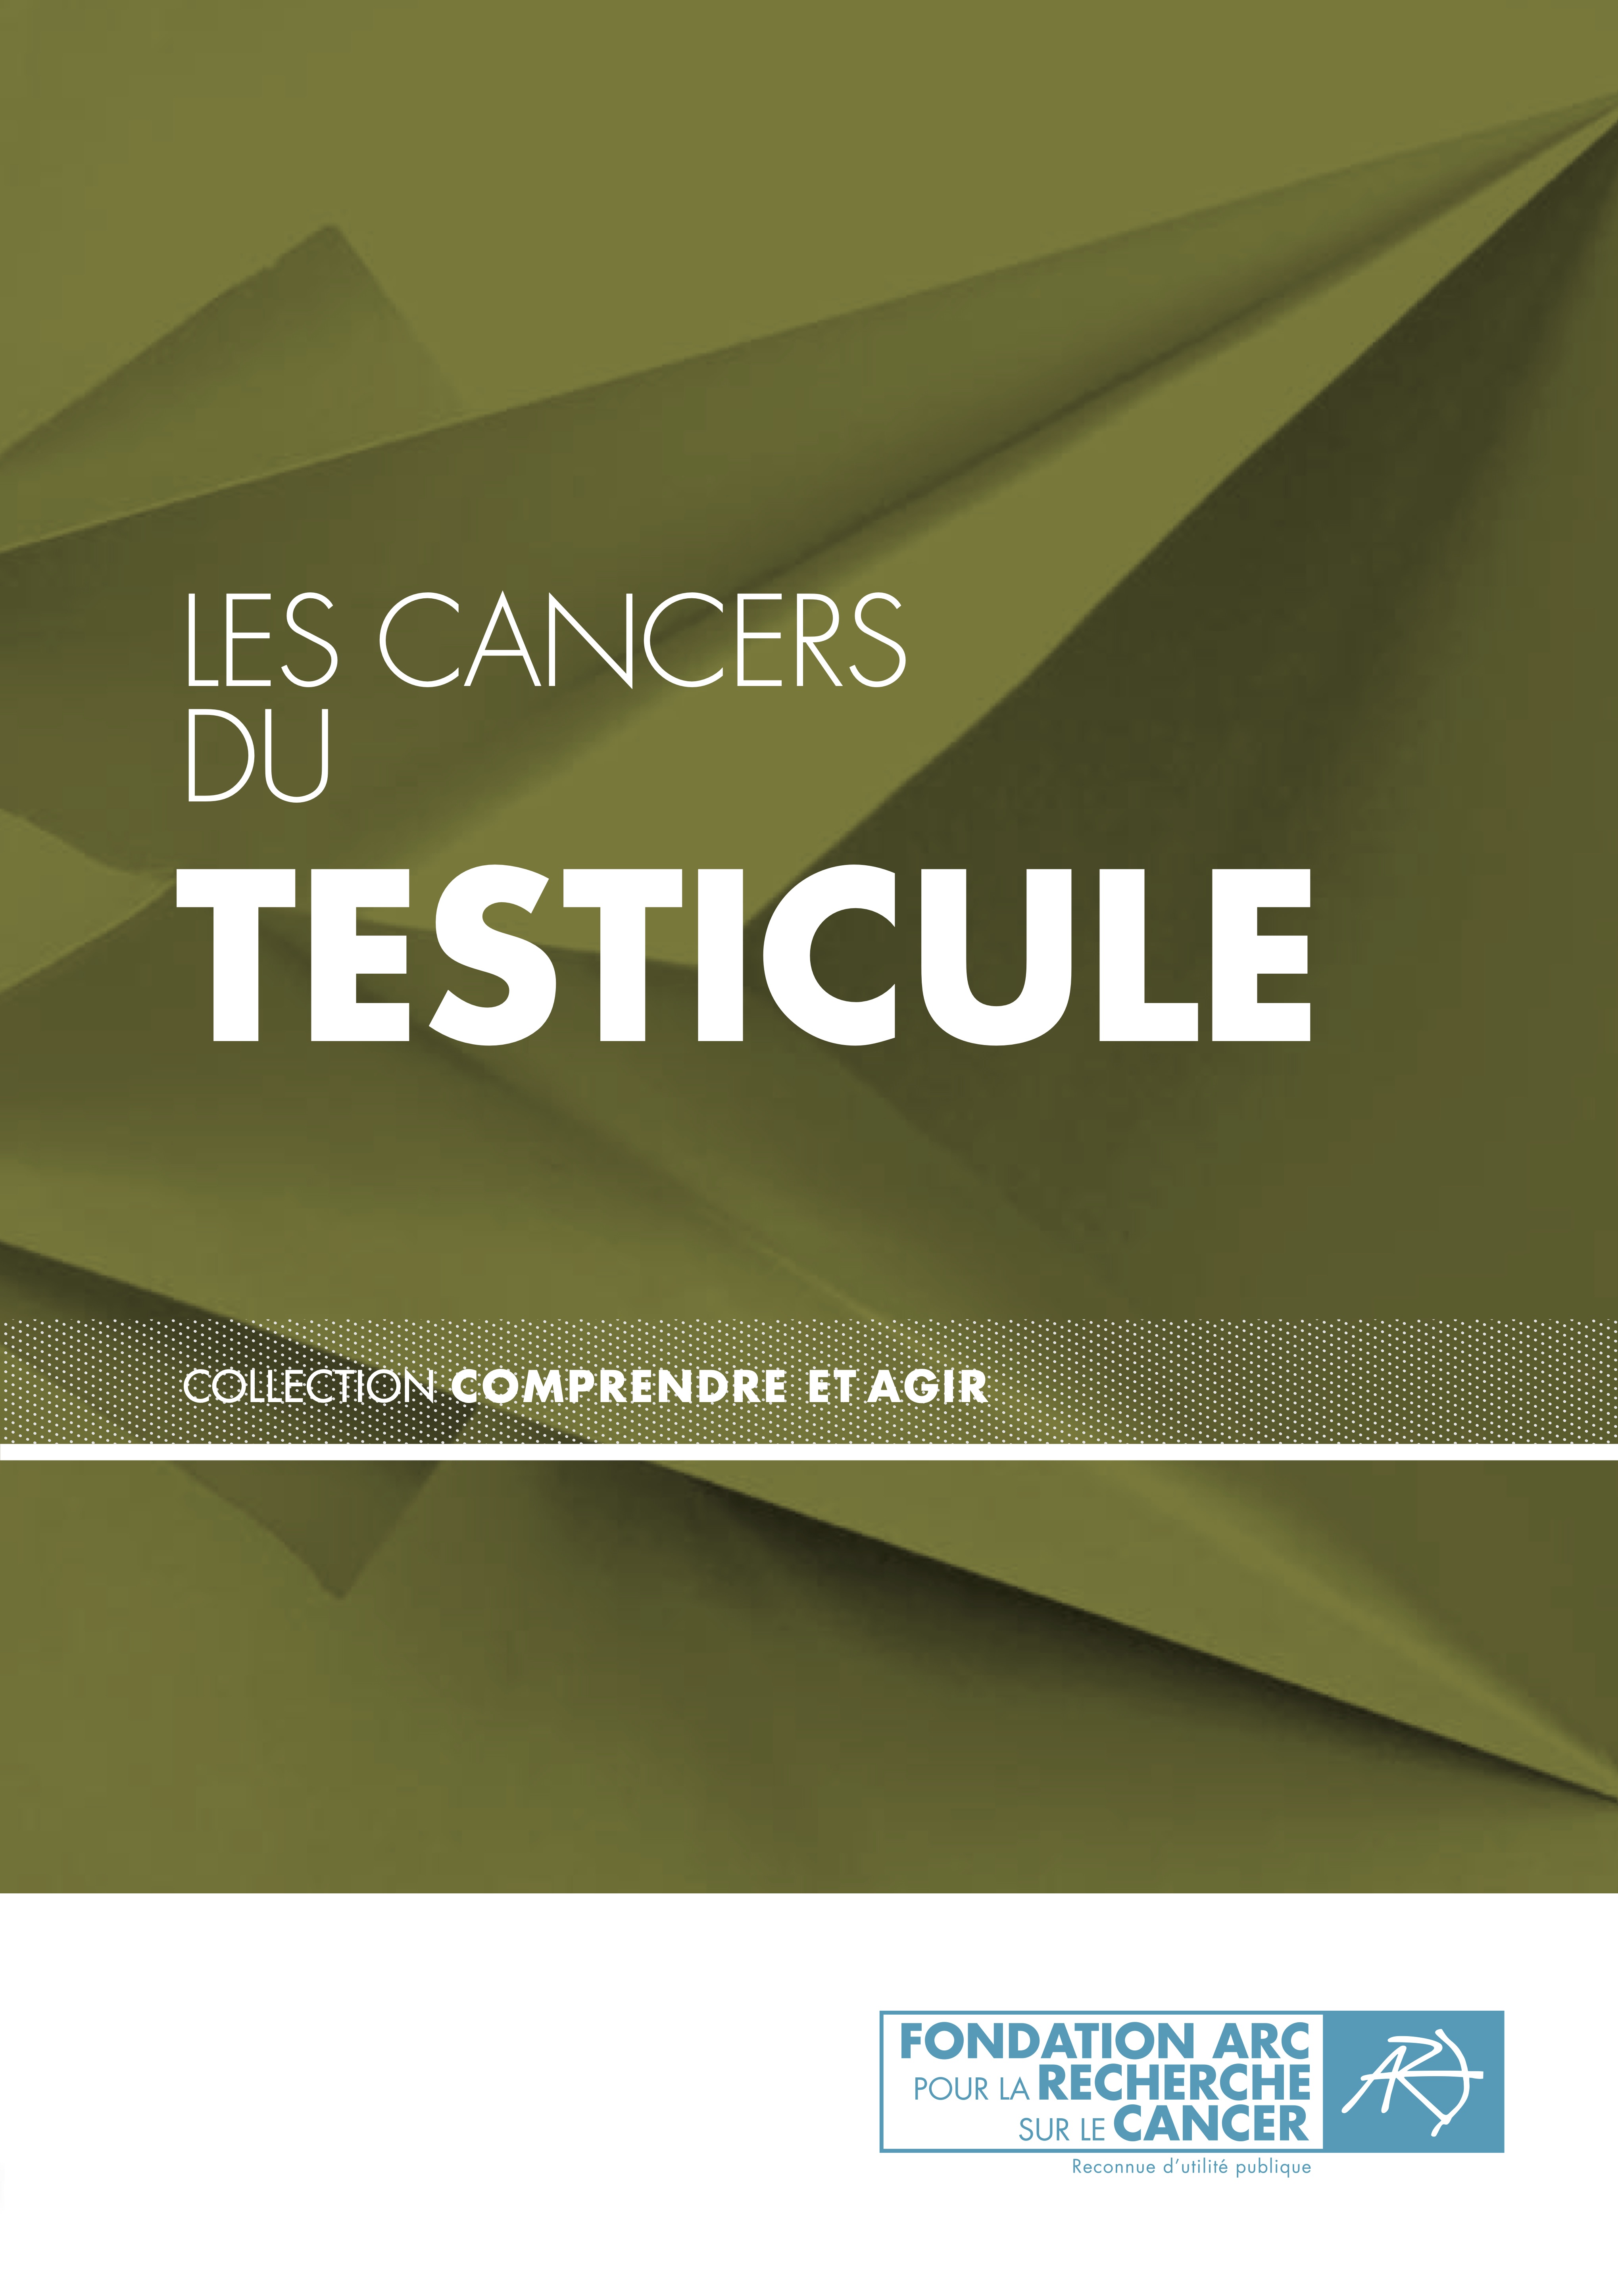 LES CANCERS
DU
TESTICULE
COLLECTION COMPRENDRE ET AGIR
FONDATION ARC
POUR LA RECHERCHE
SUR LE CANCER
ARC
Reconnue d'utilité publique